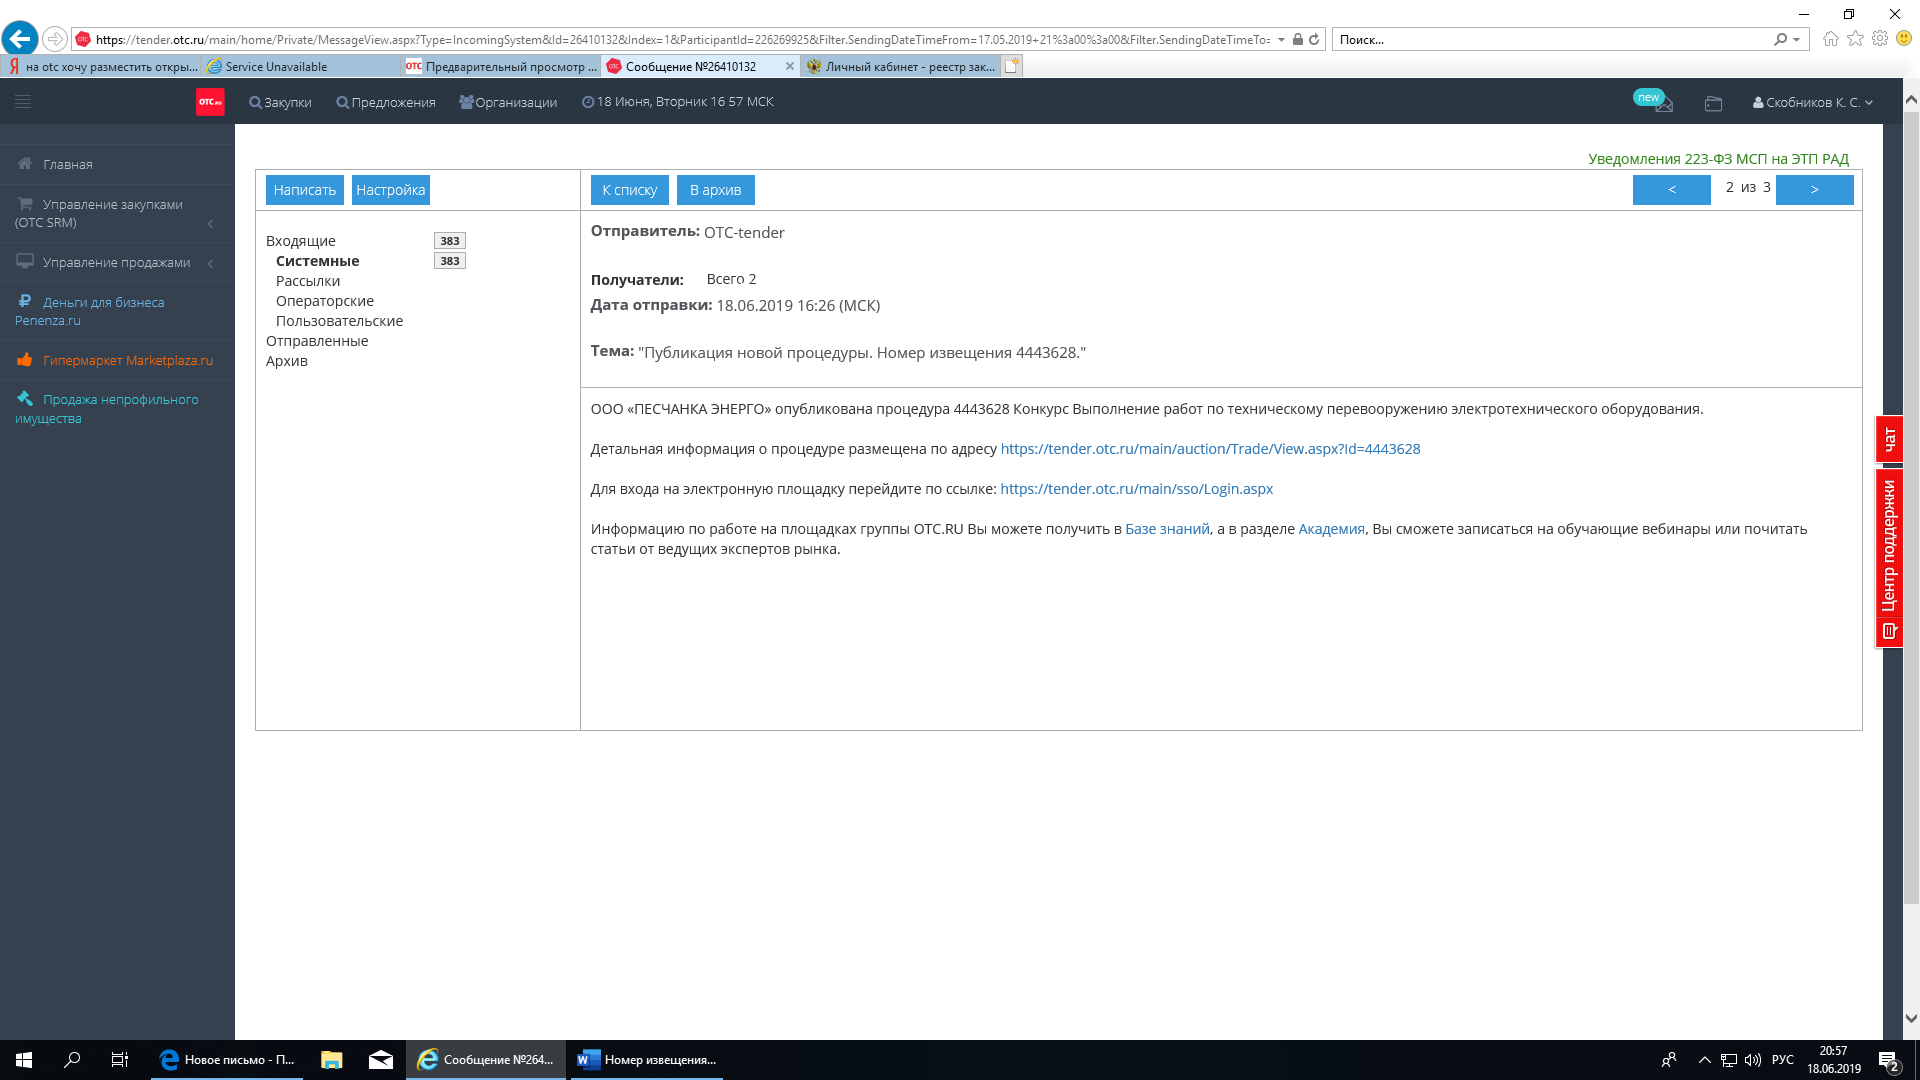 https://tender.otc.ru/main/home/Private/MessageView.aspx?Type=IncomingSystem&Id=26410132&Index=1&ParticipantId=226269925&Filter.SendingDateTimeFrom=17.05.2019+21%3a00%3a00&Filter.SendingDateTimeTo=
Поиск...
на otc хочу разместить откры...
Service Unavailable
Предварительный просмотр ...
Сообщение №26410132
Личный кабинет - реестр зак...
Закупки
Предложения
Организации
18 Июня, Вторник 16 57 МСК
new
Скобников К. С.
Главная
Управление закупками
(ОТС SRM)
Управление продажами
Деньги для бизнеса
Penenza.ru
Гипермаркет Marketplaza.ru
Продажа непрофильного
имущества
Уведомления 223-ФЗ МСП на ЭТП РАД
Написать
Настройка
К списку
В архив
<
2 из 3
>
Входящие 383
Системные 383
Рассылки
Операторские
Пользовательские
Отправленные
Архив
Отправитель: OTC-tender
Получатели: Всего 2
Дата отправки: 18.06.2019 16:26 (МСК)
Тема: "Публикация новой процедуры. Номер извещения 4443628."
ООО «ПЕСЧАНКА ЭНЕРГО» опубликована процедура 4443628 Конкурс Выполнение работ по техническому перевооружению электротехнического оборудования.
Детальная информация о процедуре размещена по адресу https://tender.otc.ru/main/auction/Trade/View.aspx?Id=4443628
Для входа на электронную площадку перейдите по ссылке: https://tender.otc.ru/main/sso/Login.aspx
Информацию по работе на площадках группы OTC.RU Вы можете получить в Базе знаний, а в разделе Академия, Вы сможете записаться на обучающие вебинары или почитать
статьи от ведущих экспертов рынка.
чат
Центр поддержки
Новое письмо - П...
Сообщение №264...
Номер извещения...
РУС
20:57
18.06.2019
2